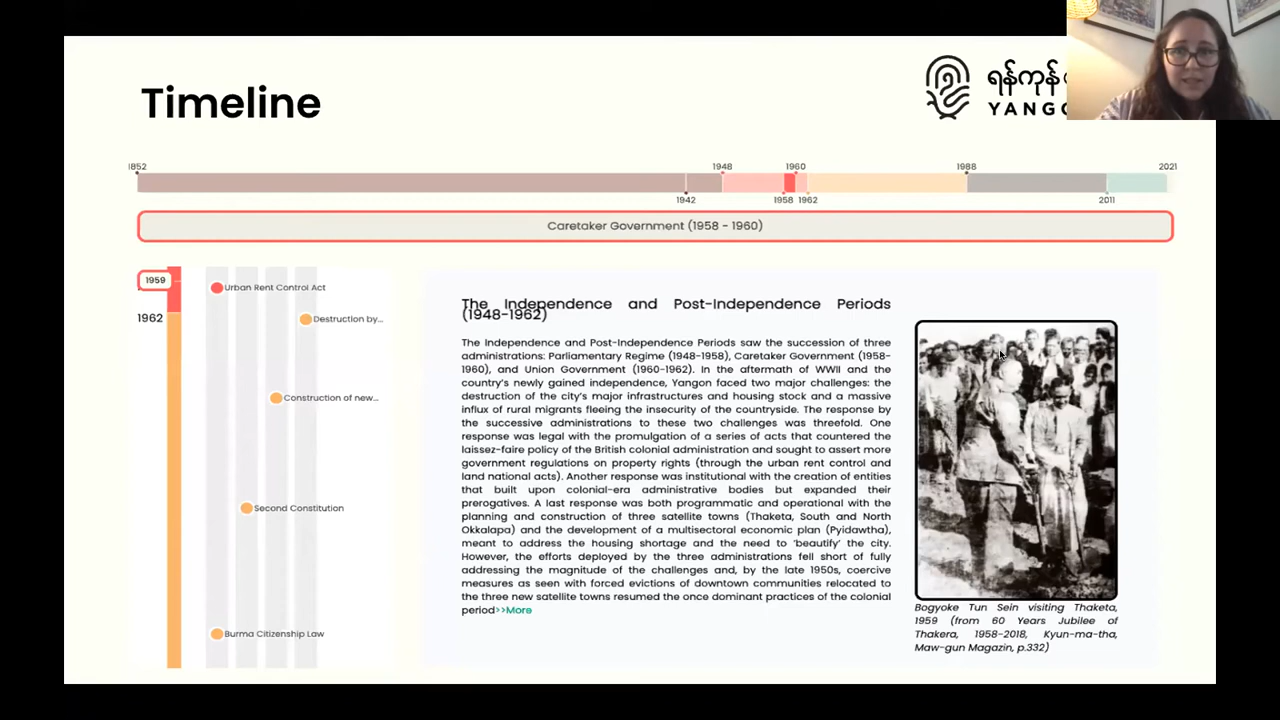 Timeline
ရန်ကုန်
YANGO
1852
1948
1960
1988
2021
1942
1958
1962
2011
Caretaker Government (1958 - 1960)
1959
1962
Urban Rent Control Act
Destruction by...
Construction of new...
Second Constitution
Burma Citizenship Law
The Independence and Post-Independence Periods
(1948-1962)
The Independence and Post-Independence Periods saw the succession of three
administrations: Parliamentary Regime (1948-1958), Caretaker Government (1958-
1960), and Union Government (1960-1962). In the aftermath of WWII and the
country's newly gained independence, Yangon faced two major challenges: the
destruction of the city's major infrastructures and housing stock and a massive
influx of rural migrants fleeing the insecurity of the countryside. The response by
the successive administrations to these two challenges was threefold. One
response was legal with the promulgation of a series of acts that countered the
laissez-faire policy of the British colonial administration and sought to assert more
government regulations on property rights (through the urban rent control and
land national acts). Another response was institutional with the creation of entities
that built upon colonial-era administrative bodies but expanded their
prerogatives. A last response was both programmatic and operational with the
planning and construction of three satellite towns (Thaketa, South and North
Okkalapa) and the development of a multisectoral economic plan (Pyidawtha),
meant to address the housing shortage and the need to 'beautify' the city.
However, the efforts deployed by the three administrations fell short of fully
addressing the magnitude of the challenges and, by the late 1950s, coercive
measures as seen with forced evictions of downtown communities relocated to
the three new satellite towns resumed the once dominant practices of the colonial
period>>More
Bogyoke Tun Sein visiting Thaketa,
1959 (from 60 Years Jubilee of
Thakera, 1958-2018, Kyun-ma-tha,
Maw-gun Magazin, p.332)